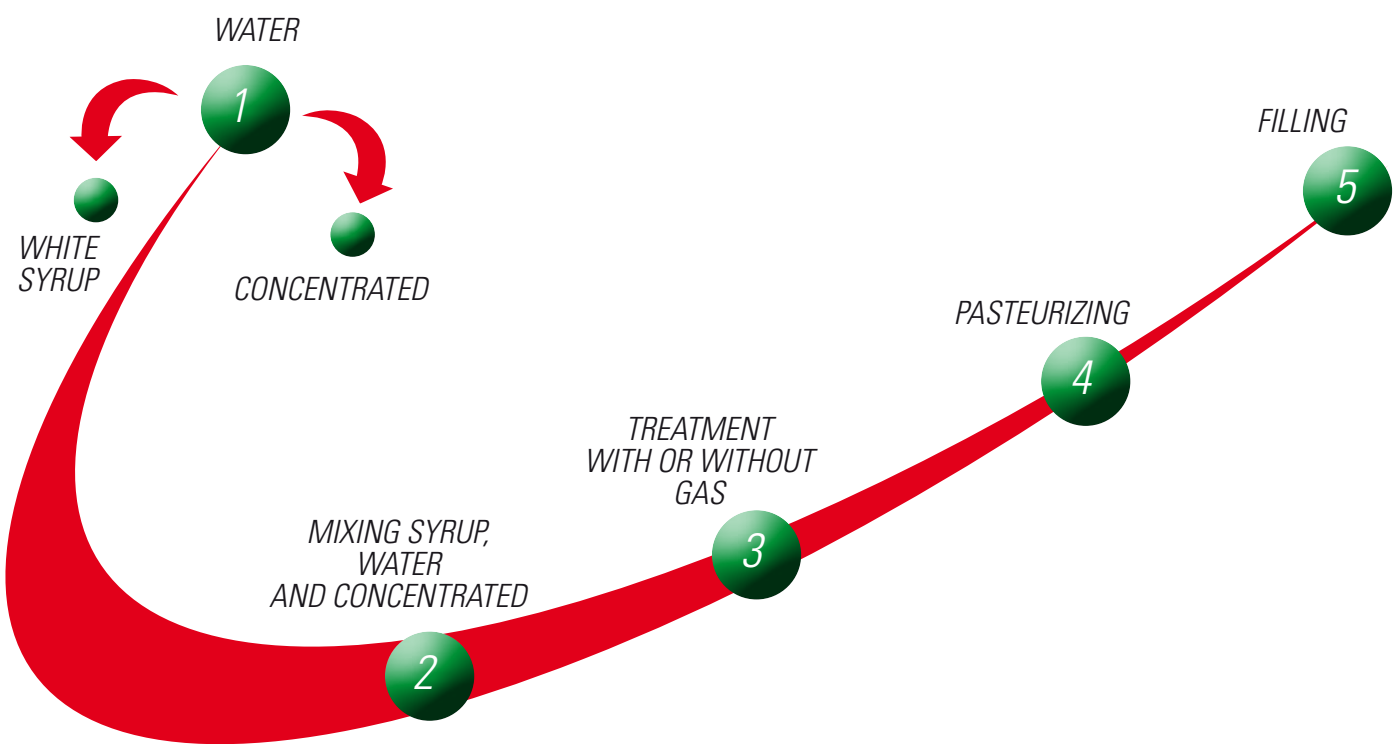 WATER
1
WHITE
SYRUP
CONCENTRATED
MIXING SYRUP,
WATER
AND CONCENTRATED
2
TREATMENT
WITH OR WITHOUT
GAS
3
PASTEURIZING
4
FILLING
5